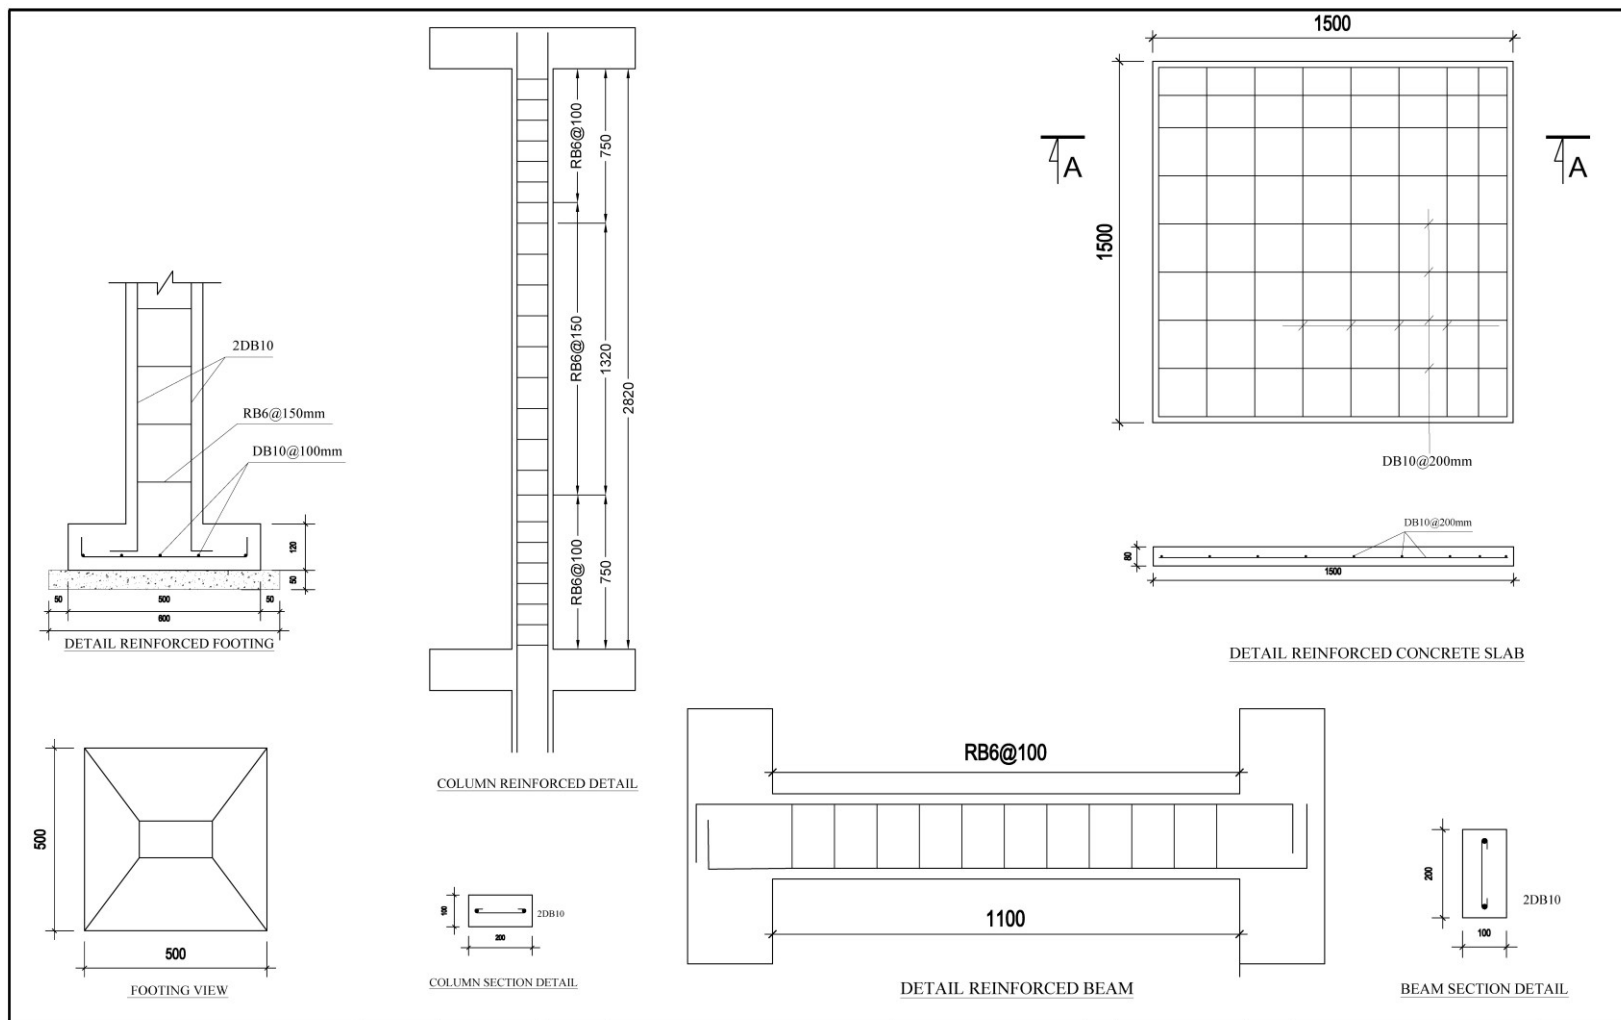 2DB10
RB6@150mm
DB10@100mm
120
50
50
500
50
600
DETAIL REINFORCED FOOTING
500
500
FOOTING VIEW
RB6@100
750
RB6@150
1320
2820
RB6@100
750
COLUMN REINFORCED DETAIL
100
2DB10
200
COLUMN SECTION DETAIL
1500
A
A
1500
DB10@200mm
DB10@200mm
80
1500
DETAIL REINFORCED CONCRETE SLAB
RB6@100
1100
DETAIL REINFORCED BEAM
200
2DB10
100
BEAM SECTION DETAIL